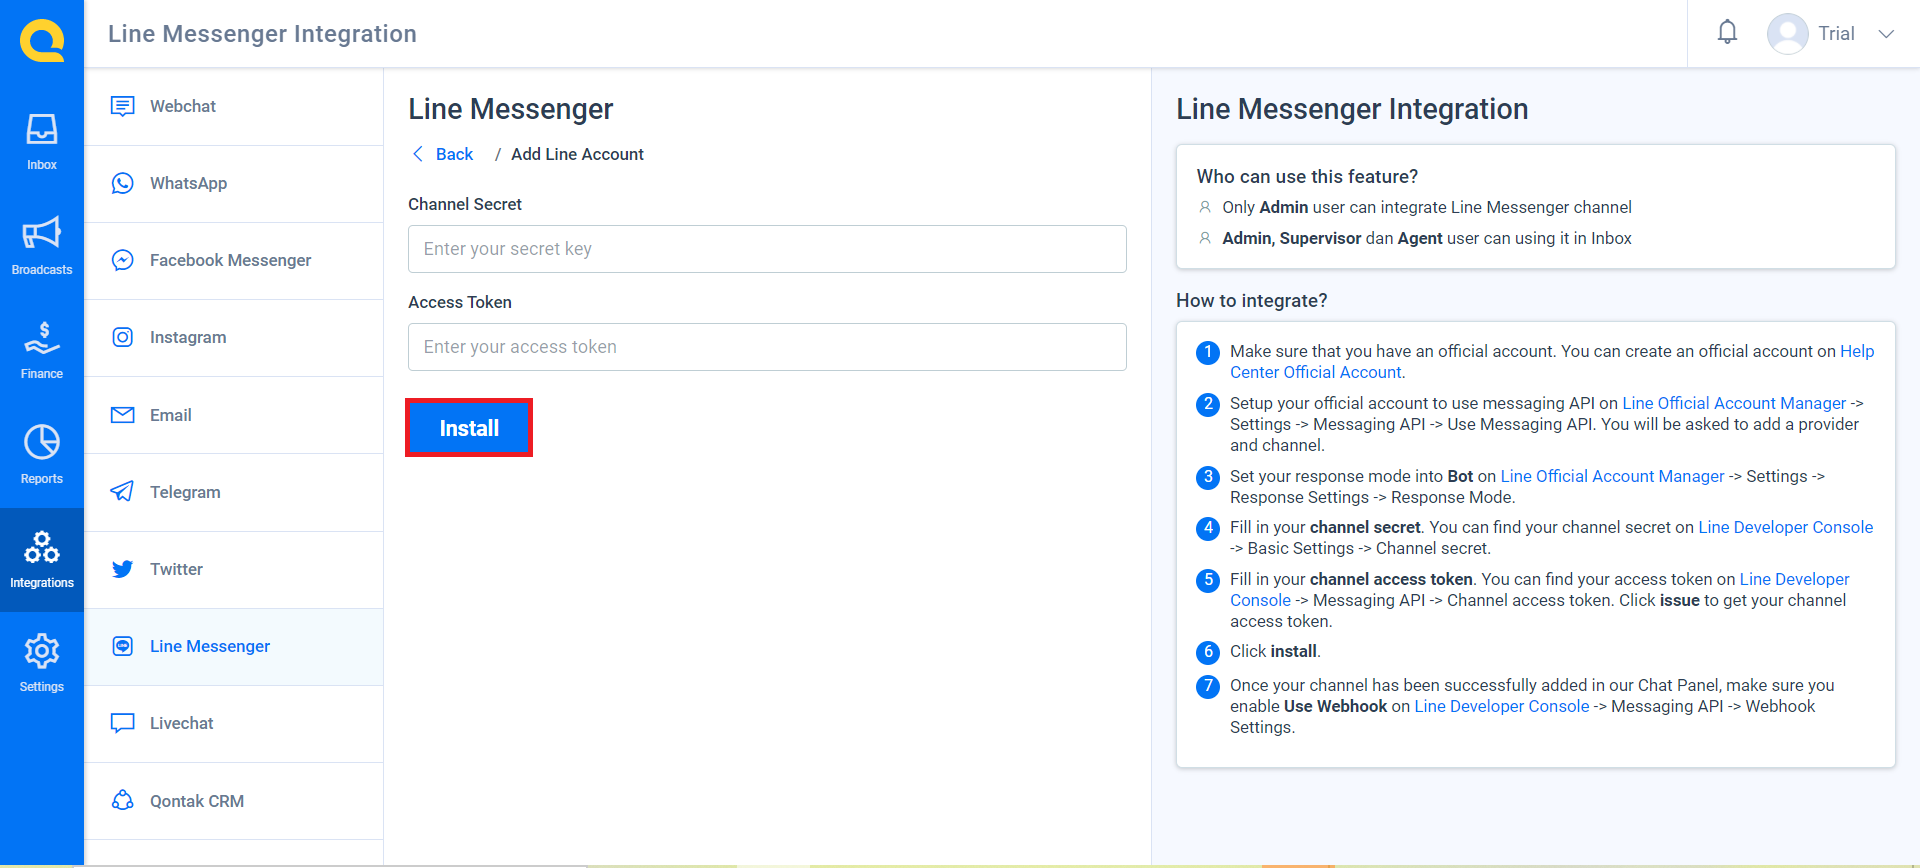 Line Messenger Integration
Trial
Inbox
Broadcasts
Finance
Reports
Integrations
Settings
Webchat
WhatsApp
Facebook Messenger
Instagram
Email
Telegram
Twitter
Line Messenger
Livechat
Qontak CRM
Line Messenger
Back / Add Line Account
Channel Secret
Enter your secret key
Access Token
Enter your access token
Install
Line Messenger Integration
Who can use this feature?
Only Admin user can integrate Line Messenger channel
Admin, Supervisor dan Agent user can using it in Inbox
How to integrate?
1 Make sure that you have an official account. You can create an official account on Help
Center Official Account.
2 Setup your official account to use messaging API on Line Official Account Manager ->
Settings -> Messaging API -> Use Messaging API. You will be asked to add a provider
and channel.
3 Set your response mode into Bot on Line Official Account Manager -> Settings ->
Response Settings -> Response Mode.
4 Fill in your channel secret. You can find your channel secret on Line Developer Console
-> Basic Settings -> Channel secret.
5 Fill in your channel access token. You can find your access token on Line Developer
Console -> Messaging API -> Channel access token. Click issue to get your channel
access token.
6 Click install.
7 Once your channel has been successfully added in our Chat Panel, make sure you
enable Use Webhook on Line Developer Console -> Messaging API -> Webhook
Settings.